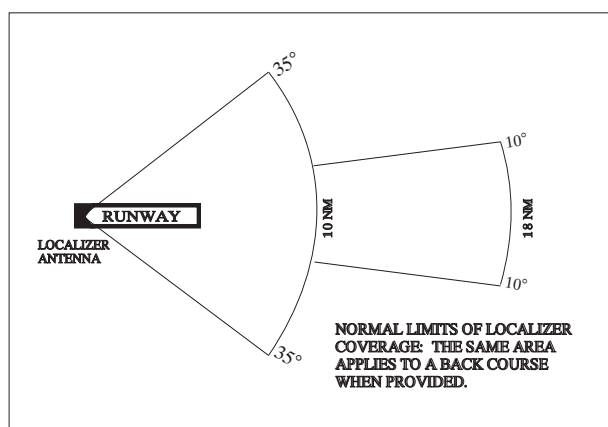 35°
10°
RUNWAY
10 NM
18 NM
LOCALIZER
ANTENNA
10°
35°
NORMAL LIMITS OF LOCALIZER
COVERAGE: THE SAME AREA
APPLIES TO A BACK COURSE
WHEN PROVIDED.